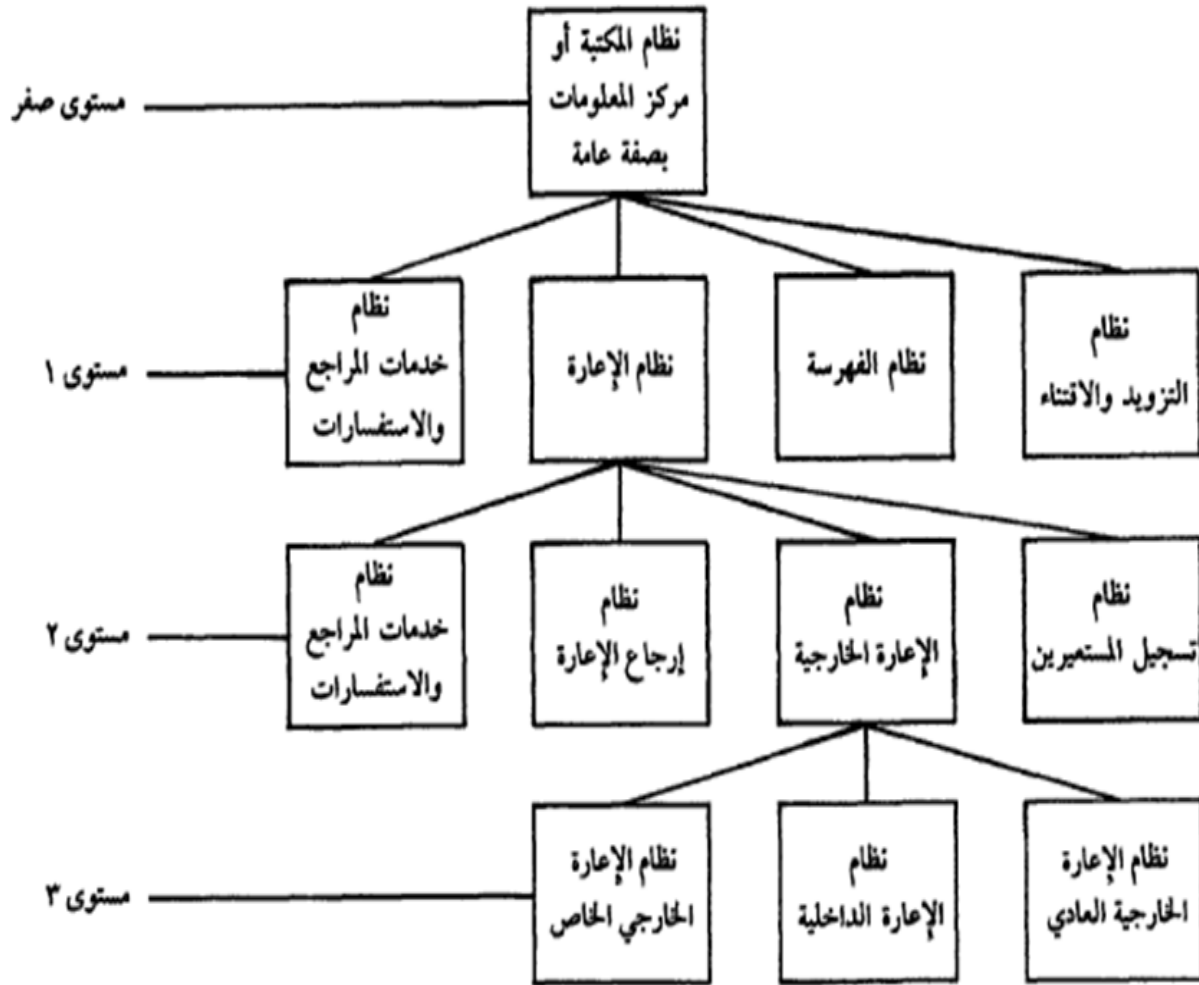 نظام المكتبة أو
مركز المعلومات
بصفة عامة
مستوى صفر
نظام
التزويد والاقتناء
نظام الفهرسة
نظام الإعارة
نظام
خدمات المراجع
والاستفسارات
مستوى ١
نظام
تسجيل المستعيرين
نظام
الإعارة الخارجية
نظام
إرجاع الإعارة
نظام
خدمات المراجع
والاستفسارات
مستوى ٢
نظام الإعارة
الخارجية العادي
نظام
الإعارة الداخلية
نظام الإعارة
الخارجي الخاص
مستوى ٣